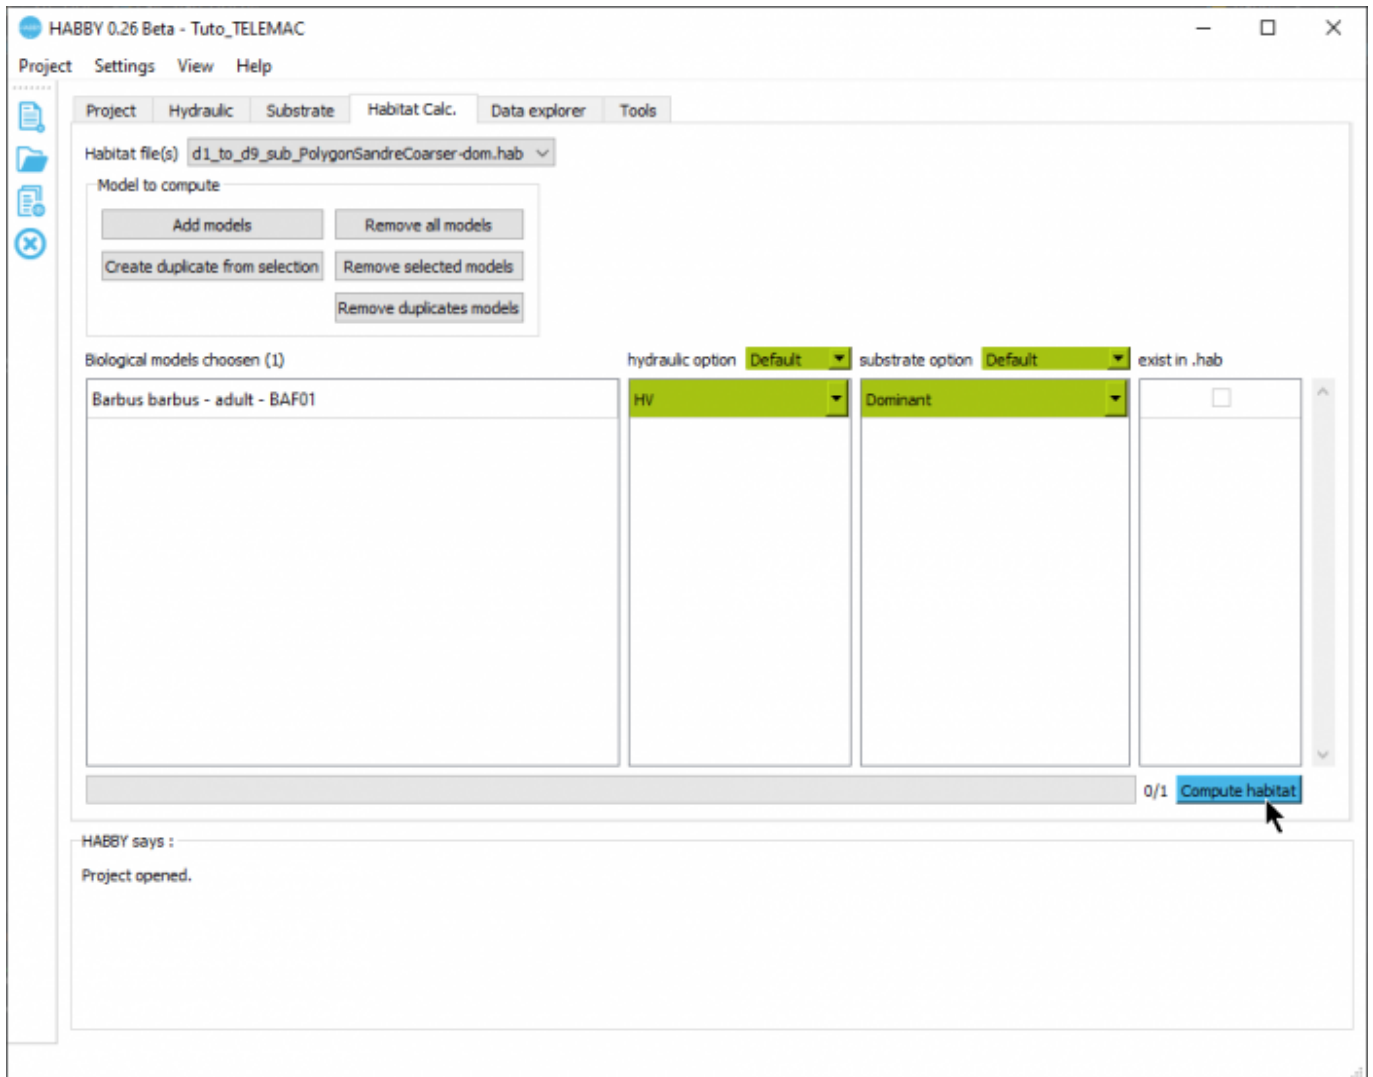 HABBY 0.26 Beta - Tuto_TELEMAC
Project Settings View Help
Project Hydraulic Substrate Habitat Calc. Data explorer Tools
Habitat file(s) d1_to_d9_sub_PolygonSandreCoarser-dom.hab
Model to compute
Add models Remove all models
Create duplicate from selection Remove selected models
Remove duplicates models
Biological models choosen (1) hydraulic option Default substrate option Default exist in .hab
Barbus barbus - adult - BAF01 HV Dominant
0/1 Compute habitat
HABBY says :
Project opened.